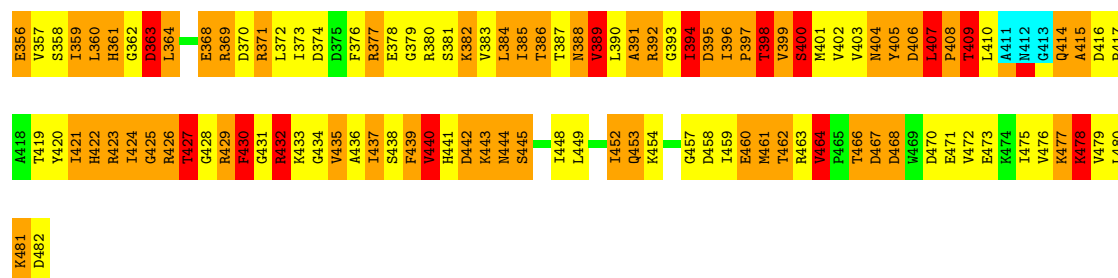 E356 V357 S358 I359 L360 H361 G362 D363 L364 E368 R369 D370 R371 L372 I373 D374 D375 F376 R377 E378 G379 R380 S381 K382 V383 L384 I385 T386 T387 N388 V389 L390 A391 R392 G393 I394 D395 I396 P397 T398 V399 S400 M401 V402 V403 N404 Y405 D406 L407 P408 T409 L410 A411 N412 G413 Q414 A415 D416 P417
A418 T419 Y420 I421 H422 R423 I424 G425 R426 T427 G428 R429 F430 G431 R432 K433 G434 V435 A436 I437 S438 F439 V440 H441 D442 K443 N444 S445 I448 L449 I452 Q453 K454 G457 D458 I459 E460 M461 T462 R463 V464 P465 T466 D467 D468 W469 D470 E471 V472 E473 K474 I475 V476 K477 K478 V479 L480
K481 D482